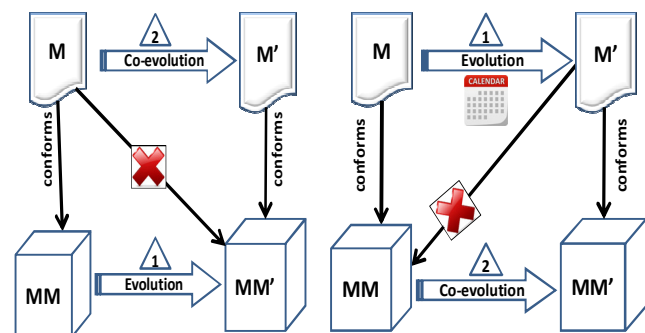 2
M
Co-evolution
M’
conforms
conforms
1
MM
Evolution
MM’
1
M
Evolution
M’
CALENDAR
conforms
conforms
2
MM
Co-evolution
MM’